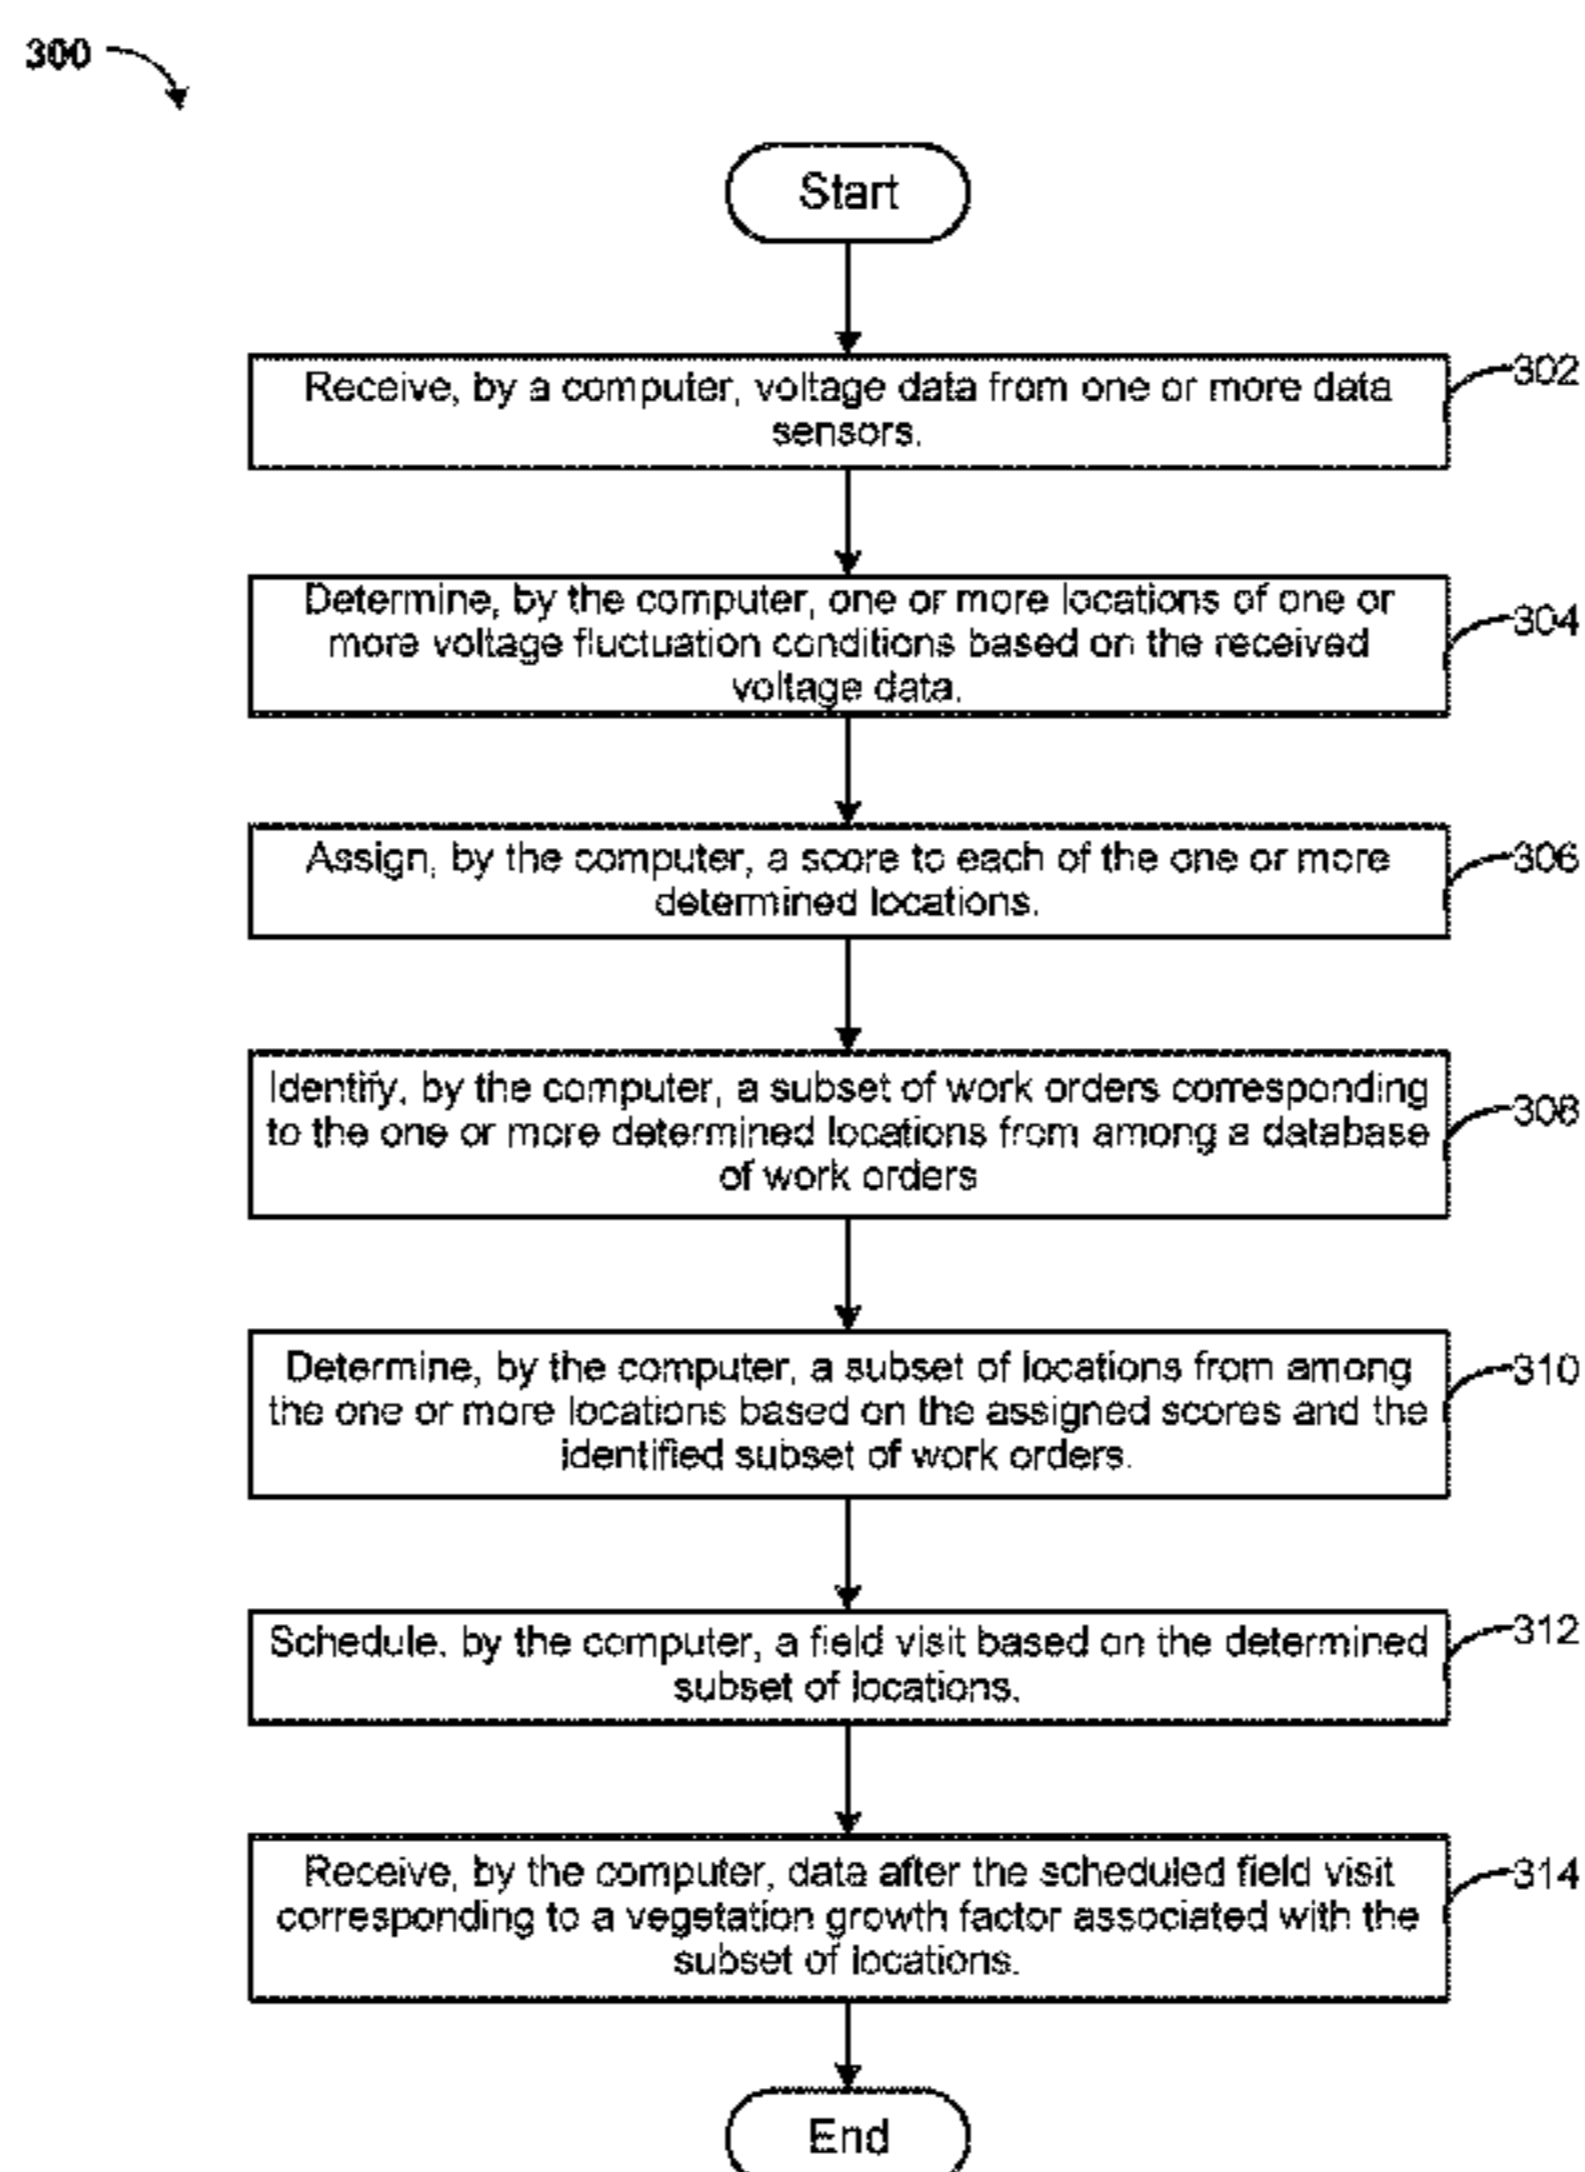 300
Start
Receive, by a computer, voltage data from one or more data
sensors.
302
Determine, by the computer, one or more locations of one or
more voltage fluctuation conditions based on the received
voltage data.
304
Assign, by the computer, a score to each of the one or more
determined locations.
306
Identify, by the computer, a subset of work orders corresponding
to the one or more determined locations from among a database
of work orders
308
Determine, by the computer, a subset of locations from among
the one or more locations based on the assigned scores and the
identified subset of work orders.
310
Schedule, by the computer, a field visit based on the determined
subset of locations.
312
Receive, by the computer, data after the scheduled field visit
corresponding to a vegetation growth factor associated with the
subset of locations.
314
End